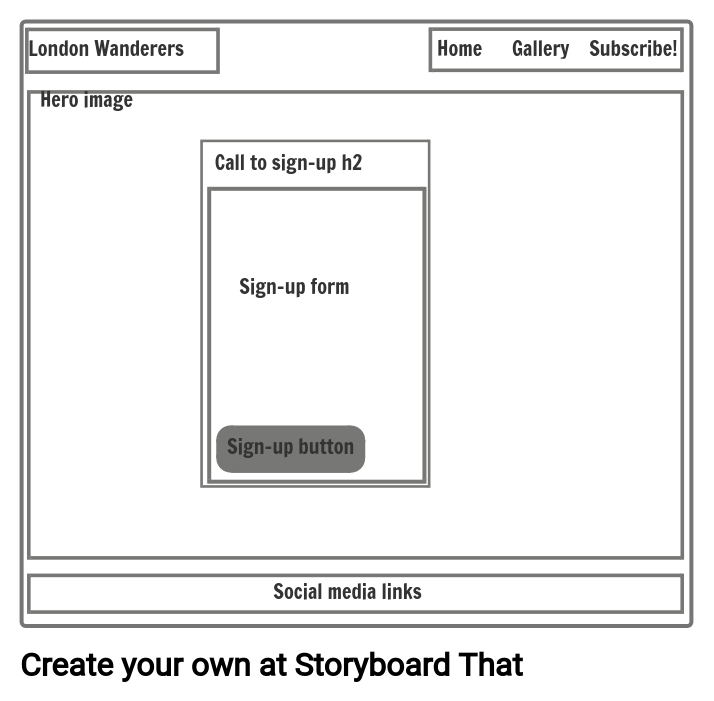 London Wanderers
Home Gallery Subscribe!
Hero image
Call to sign-up h2
Sign-up form
Sign-up button
Social media links
Create your own at Storyboard That